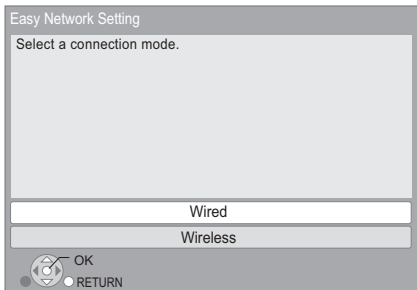 Easy Network Setting
Select a connection mode.
Wired
Wireless
OK
RETURN